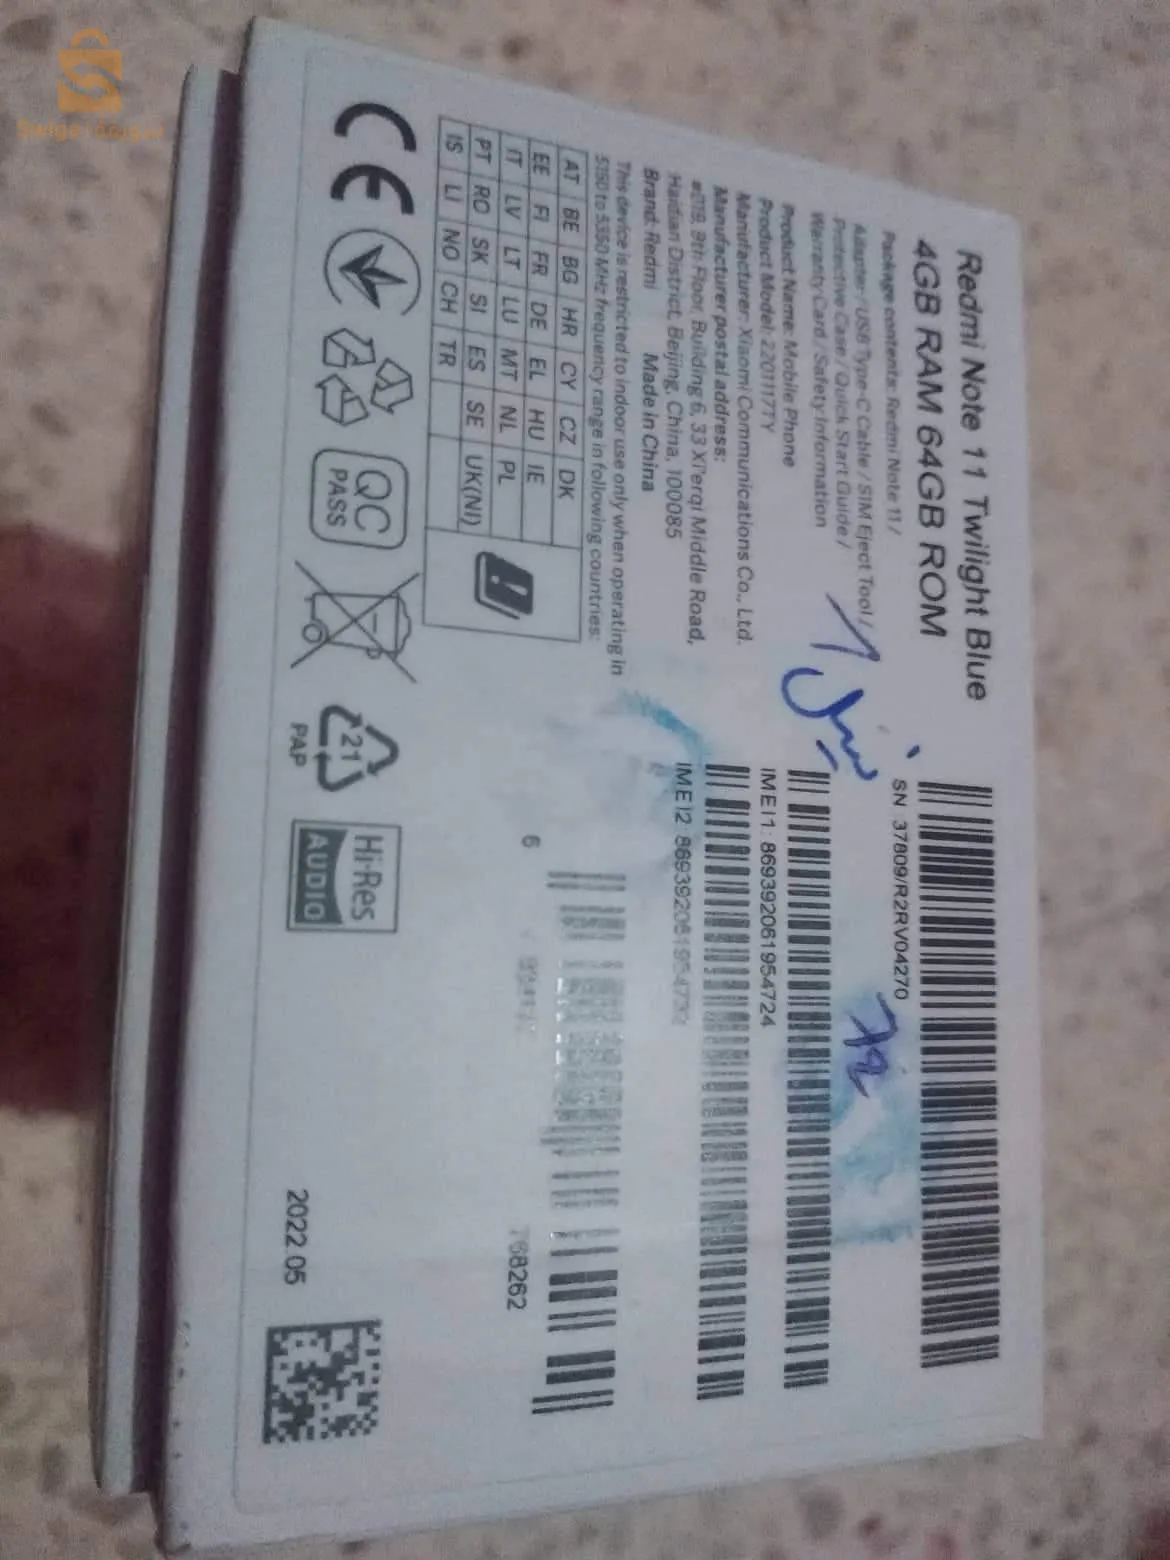 Redmi Note 11 Twilight Blue
4GB RAM 64GB ROM
Package contents: Redmi Note 11 /
Adapter / USB Type-C Cable / SIM Eject Tool /
Protective Case / Quick Start Guide /
Warranty Card / Safety Information
Product Name: Mobile Phone
Product Model: 2201117TY
Manufacturer: Xiaomi Communications Co., Ltd.
Manufacturer postal address:
#019, 9th Floor, Building 6, 33 Xi'erqi Middle Road,
Haidian District, Beijing, China, 100085
Brand: Redmi Made in China
This device is restricted to indoor use only when operating in
5150 to 5350 MHz frequency range in following countries:
AT BE BG HR CY CZ DK
EE FI FR DE EL HU IE
IT LV LT LU MT NL PL
PT RO SK SI ES SE UK(NI)
IS LI NO CH TR
SN: 37809/R2RV04270
IMEI1: 869392061954724
IMEI2:
6
768262
CE
QC
PASS
21
PAP
Hi-Res
AUDIO
2022.05